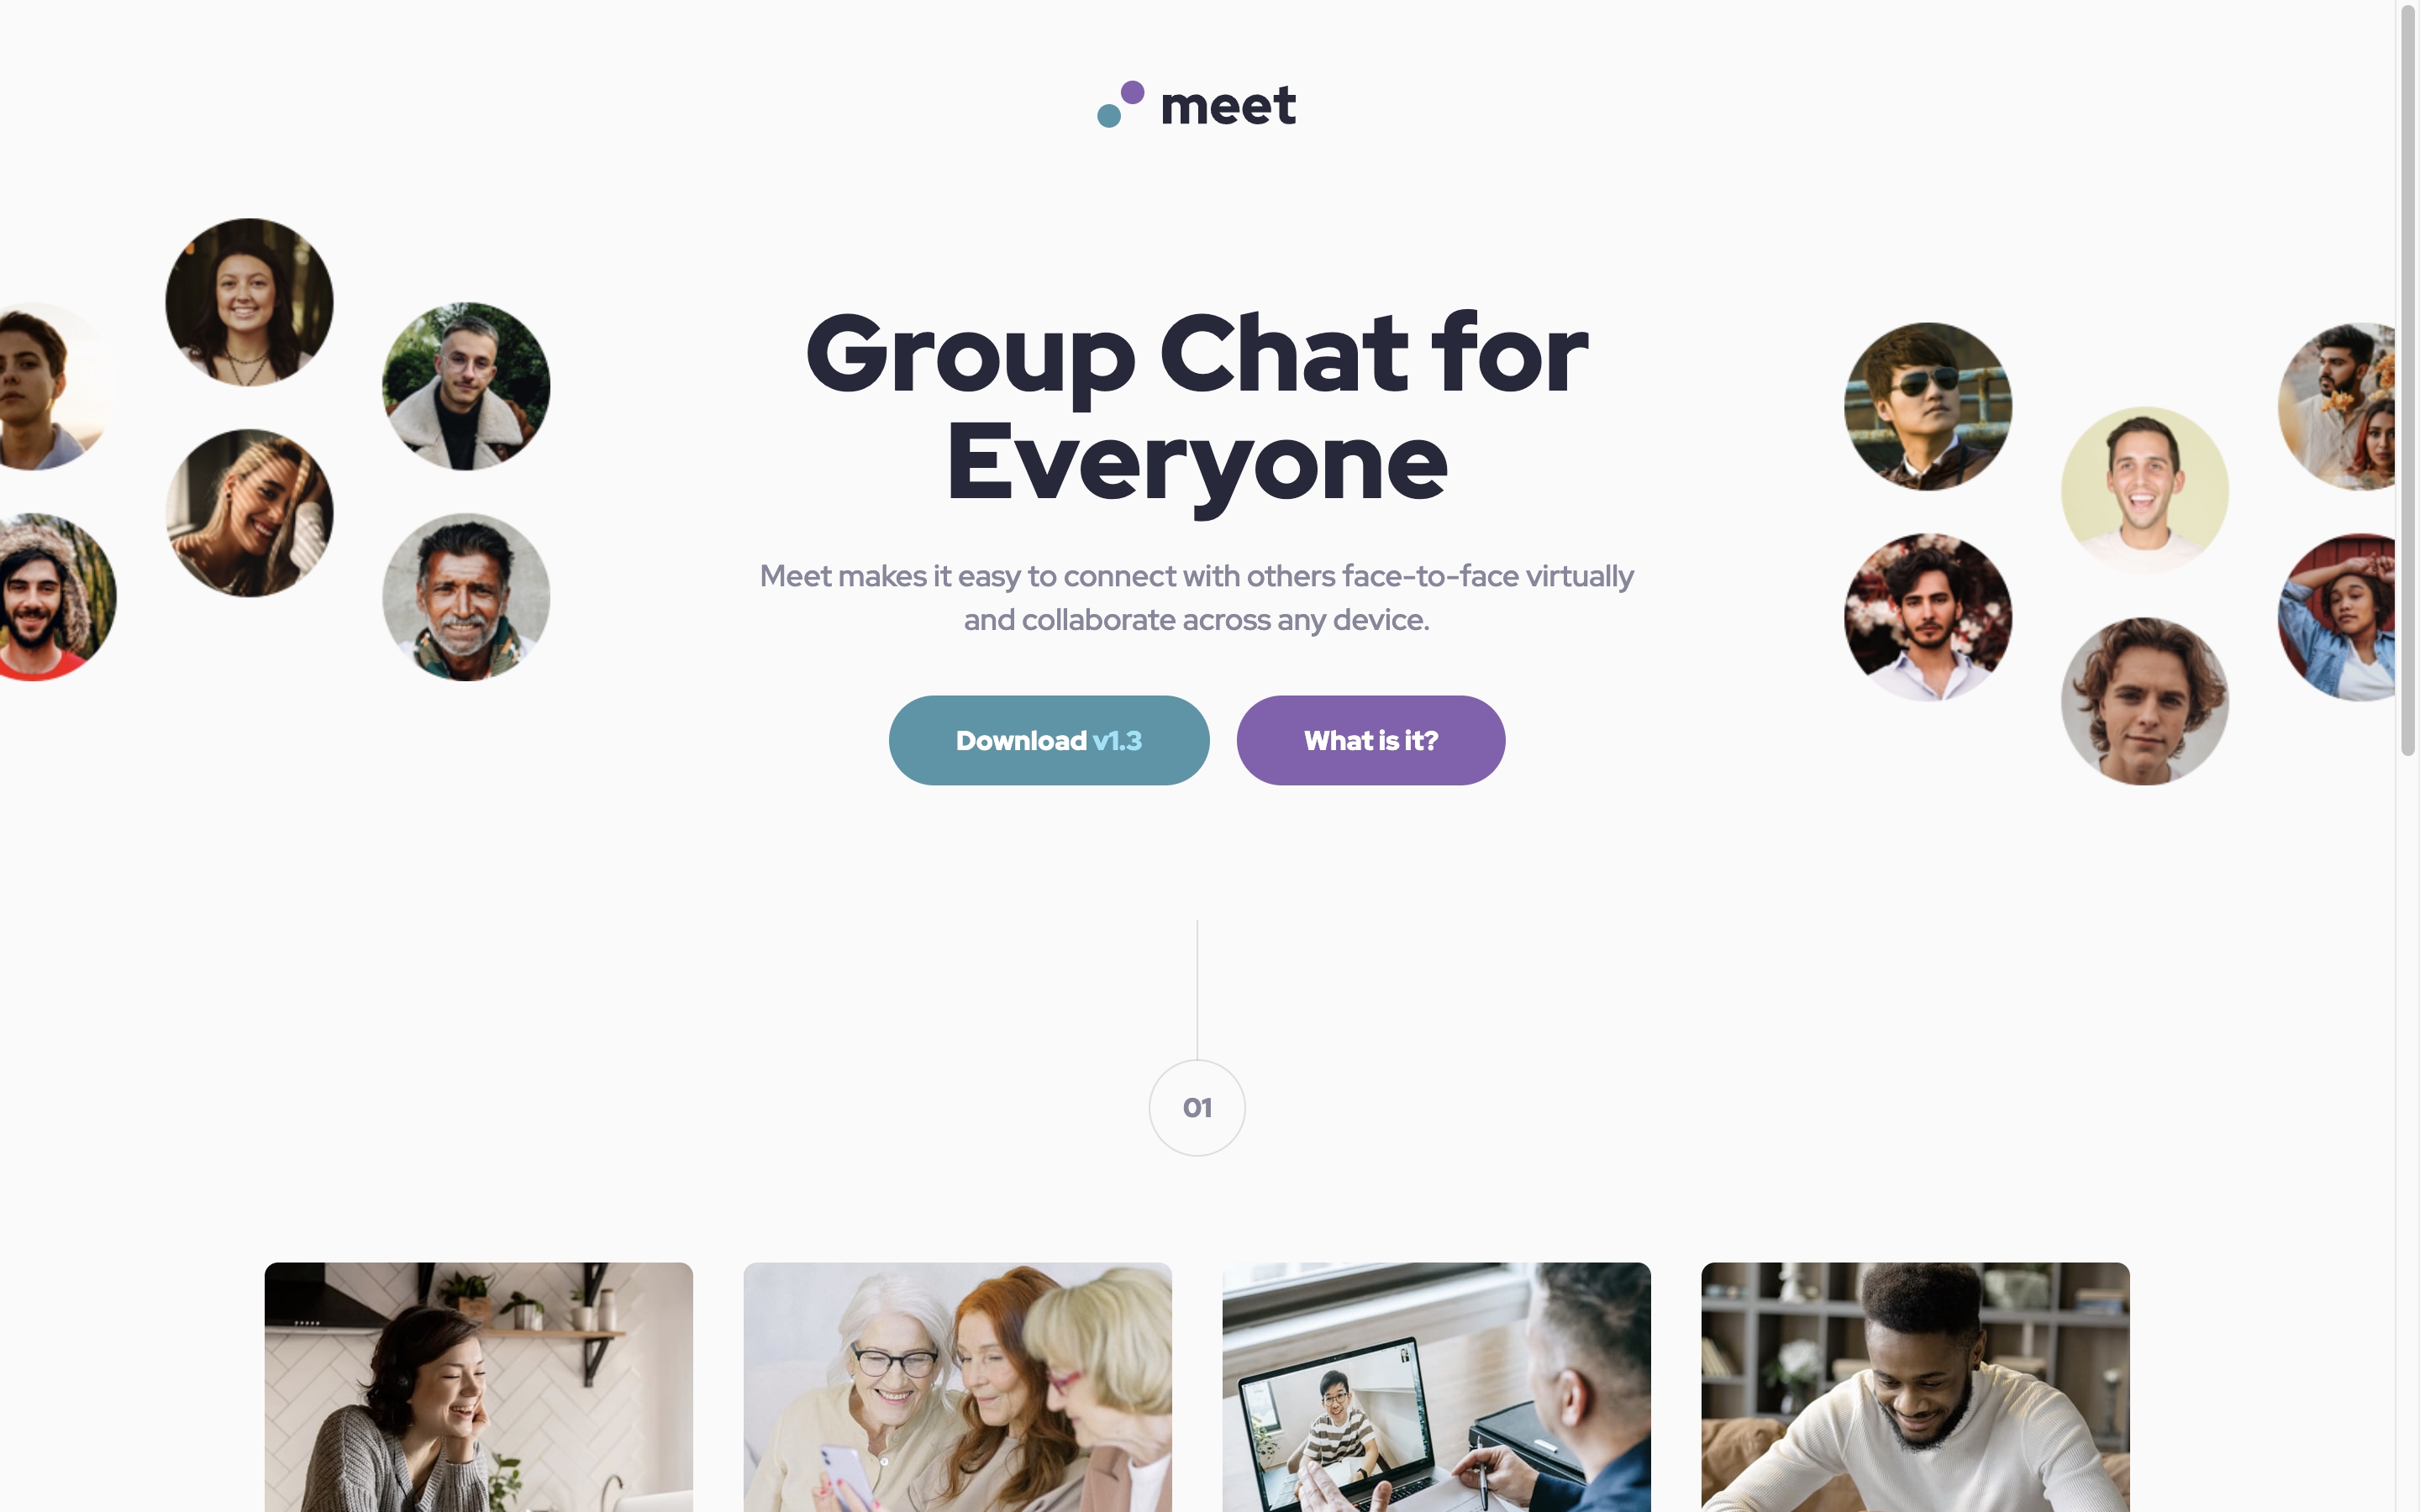 meet
Group Chat for
Everyone
Meet makes it easy to connect with others face-to-face virtually
and collaborate across any device.
Download v1.3
What is it?
01